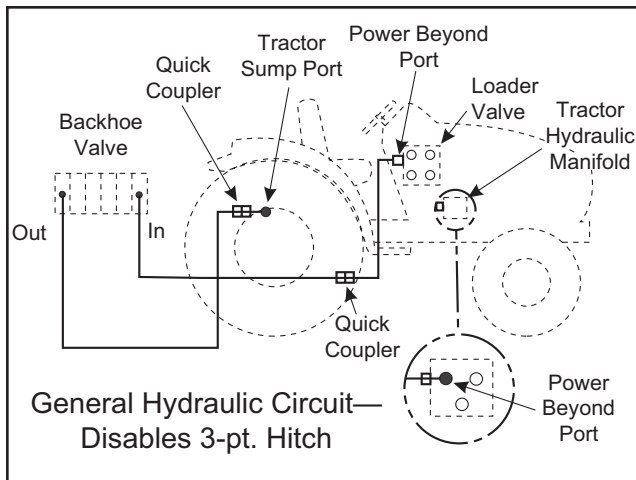 Power Beyond
Port
Tractor
Sump Port
Quick
Coupler
Loader
Valve
Tractor
Hydraulic
Manifold
Backhoe
Valve
Out
In
Quick
Coupler
General Hydraulic Circuit—
Disables 3-pt. Hitch
Power
Beyond
Port